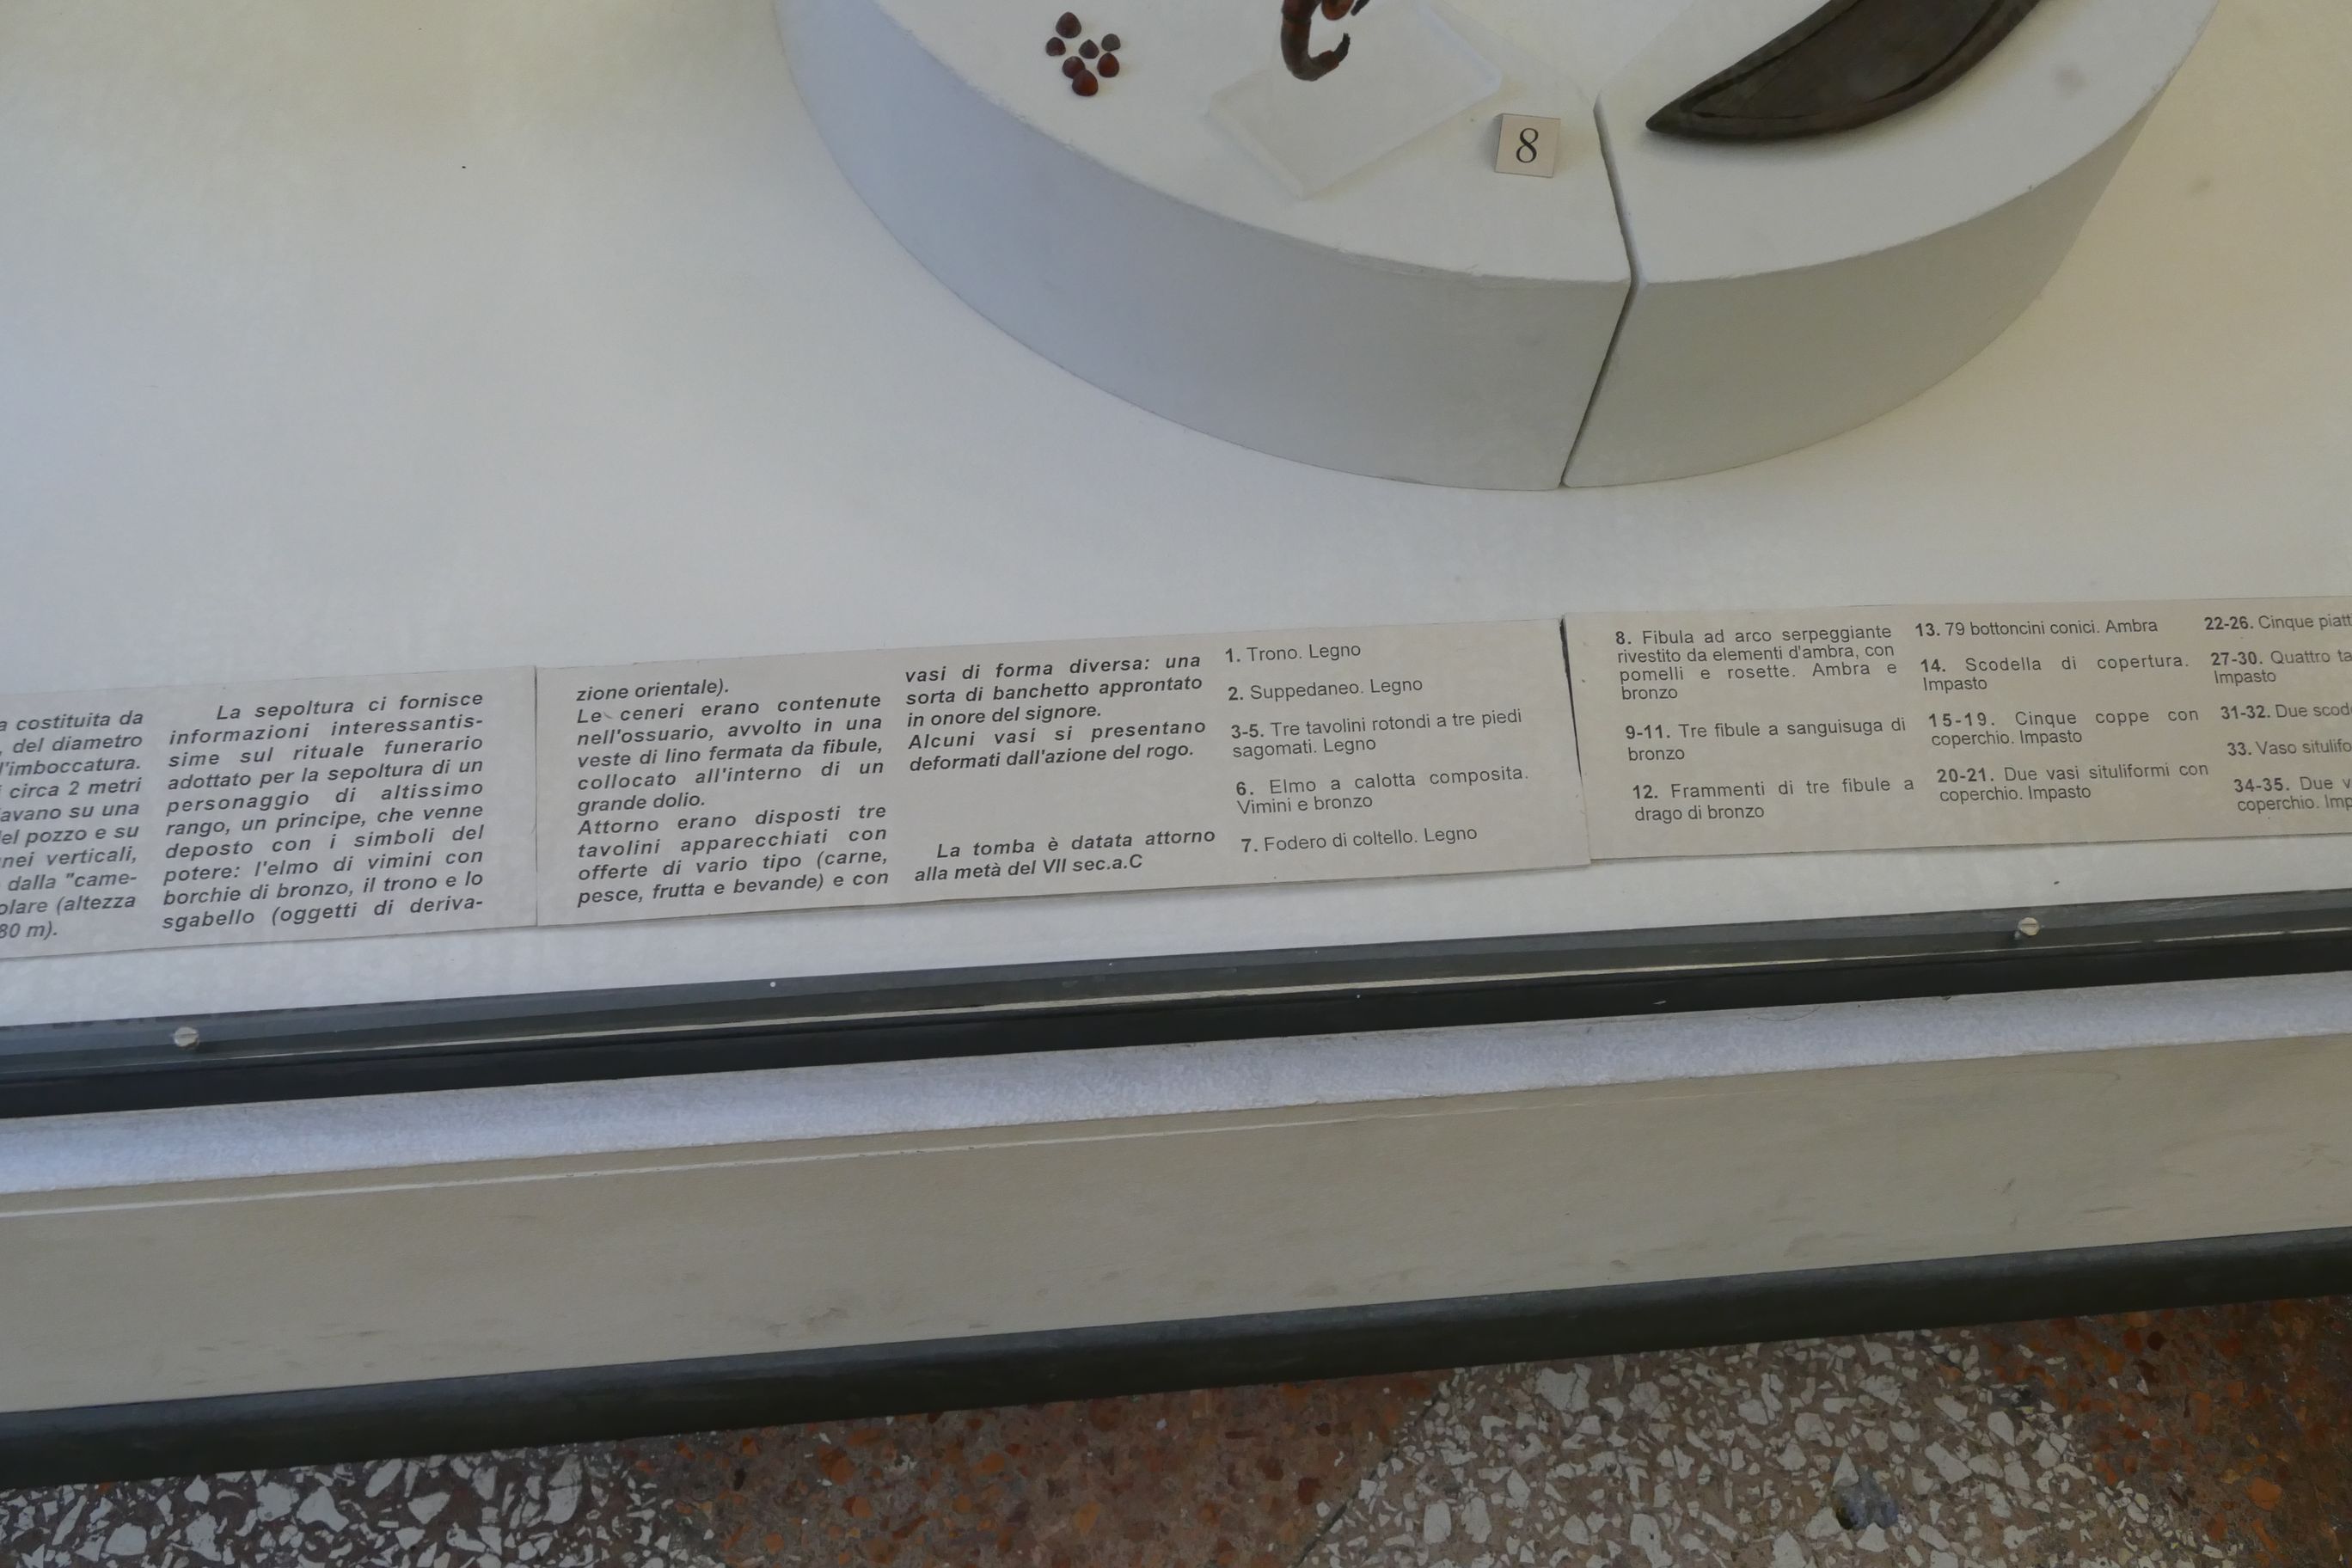 8
a costituita da
del diametro
l'imboccatura.
circa 2 metri
avano su una
el pozzo e su
nei verticali,
dalla "came-
olare (altezza
80 m).
La sepoltura ci fornisce
informazioni interessantis-
sime sul rituale funerario
adottato per la sepoltura di un
personaggio di altissimo
rango, un principe, che venne
deposto con i simboli del
potere: l'elmo di vimini con
borchie di bronzo, il trono e lo
sgabello (oggetti di deriva-
zione orientale).
Le ceneri erano contenute
nell'ossuario, avvolto in una
veste di lino fermata da fibule,
collocato all'interno di un
grande dolio.
Attorno erano disposti tre
tavolini apparecchiati con
offerte di vario tipo (carne,
pesce, frutta e bevande) e con
vasi di forma diversa: una
sorta di banchetto approntato
in onore del signore.
Alcuni vasi si presentano
deformati dall'azione del rogo.
La tomba è datata attorno
alla metà del VII sec.a.C
1. Trono. Legno
2. Suppedaneo. Legno
3-5. Tre tavolini rotondi a tre piedi
sagomati. Legno
6. Elmo a calotta composita.
Vimini e bronzo
7. Fodero di coltello. Legno
8. Fibula ad arco serpeggiante
rivestito da elementi d'ambra, con
pomelli e rosette. Ambra e
bronzo
9-11. Tre fibule a sanguisuga di
bronzo
12. Frammenti di tre fibule a
drago di bronzo
13. 79 bottoncini conici. Ambra
14. Scodella di copertura.
Impasto
15-19. Cinque coppe con
coperchio. Impasto
20-21. Due vasi situliformi con
coperchio. Impasto
22-26. Cinque piatt
27-30. Quattro ta
Impasto
31-32. Due scod
33. Vaso situlifo
34-35. Due v
coperchio. Imp